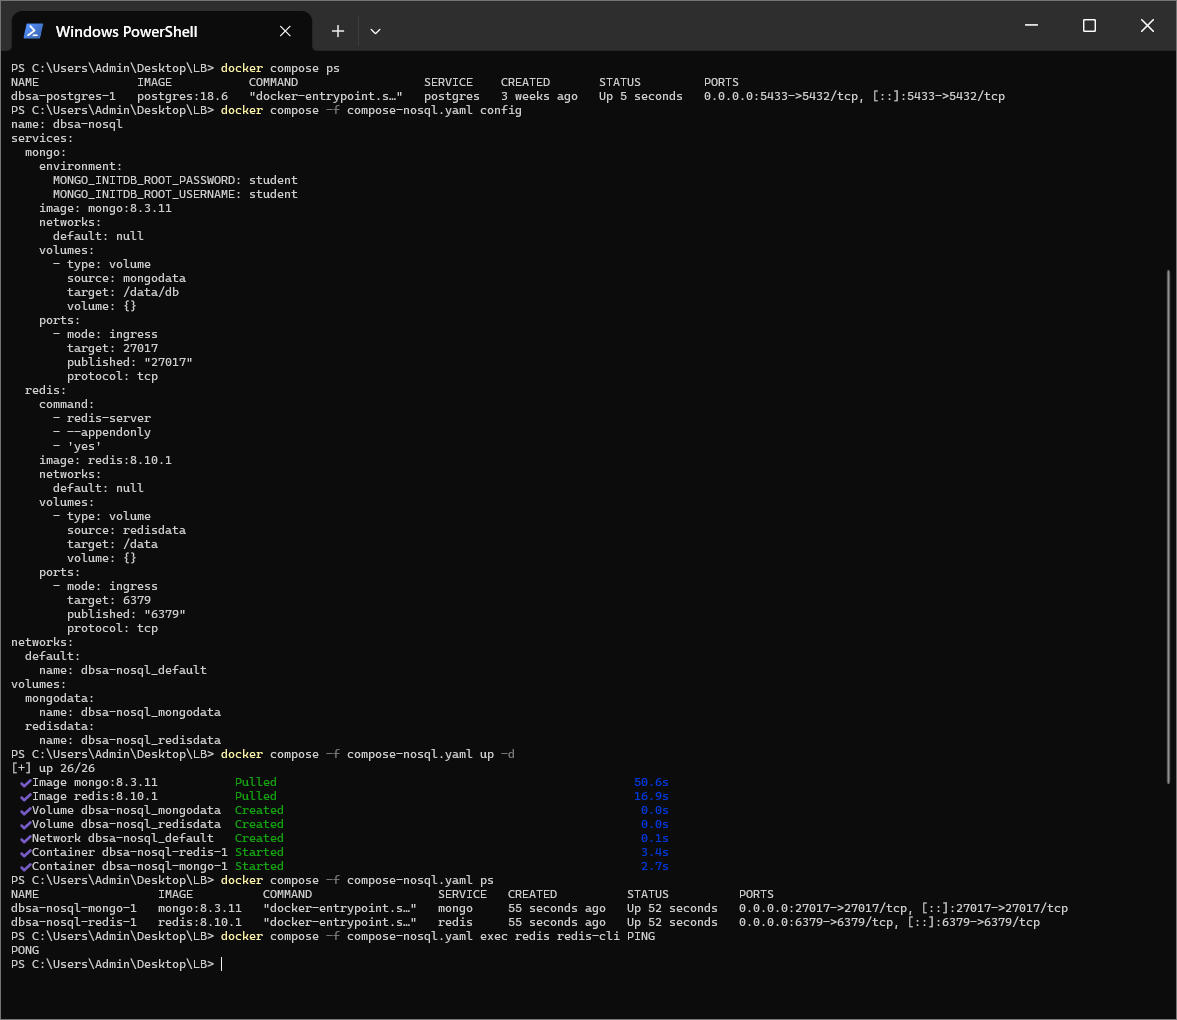 Windows PowerShell
PS C:\Users\Admin\Desktop\LB> docker compose ps
NAME IMAGE COMMAND SERVICE CREATED STATUS PORTS
dbsa-postgres-1 postgres:18.6 "docker-entrypoint.s…" postgres 3 weeks ago Up 5 seconds 0.0.0.0:5433->5432/tcp, [::]:5433->5432/tcp
PS C:\Users\Admin\Desktop\LB> docker compose -f compose-nosql.yaml config
name: dbsa-nosql
services:
  mongo:
    environment:
      MONGO_INITDB_ROOT_PASSWORD: student
      MONGO_INITDB_ROOT_USERNAME: student
    image: mongo:8.3.11
    networks:
      default: null
    volumes:
      - type: volume
        source: mongodata
        target: /data/db
        volume: {}
    ports:
      - mode: ingress
        target: 27017
        published: "27017"
        protocol: tcp
  redis:
    command:
      - redis-server
      - --appendonly
      - 'yes'
    image: redis:8.10.1
    networks:
      default: null
    volumes:
      - type: volume
        source: redisdata
        target: /data
        volume: {}
    ports:
      - mode: ingress
        target: 6379
        published: "6379"
        protocol: tcp
networks:
  default:
    name: dbsa-nosql_default
volumes:
  mongodata:
    name: dbsa-nosql_mongodata
  redisdata:
    name: dbsa-nosql_redisdata
PS C:\Users\Admin\Desktop\LB> docker compose -f compose-nosql.yaml up -d
[+] up 26/26
✔Image mongo:8.3.11 Pulled 50.6s
✔Image redis:8.10.1 Pulled 16.9s
✔Volume dbsa-nosql_mongodata Created 0.0s
✔Volume dbsa-nosql_redisdata Created 0.0s
✔Network dbsa-nosql_default Created 0.1s
✔Container dbsa-nosql-redis-1 Started 3.4s
✔Container dbsa-nosql-mongo-1 Started 2.7s
PS C:\Users\Admin\Desktop\LB> docker compose -f compose-nosql.yaml ps
NAME IMAGE COMMAND SERVICE CREATED STATUS PORTS
dbsa-nosql-mongo-1 mongo:8.3.11 "docker-entrypoint.s…" mongo 55 seconds ago Up 52 seconds 0.0.0.0:27017->27017/tcp, [::]:27017->27017/tcp
dbsa-nosql-redis-1 redis:8.10.1 "docker-entrypoint.s…" redis 55 seconds ago Up 52 seconds 0.0.0.0:6379->6379/tcp, [::]:6379->6379/tcp
PS C:\Users\Admin\Desktop\LB> docker compose -f compose-nosql.yaml exec redis redis-cli PING
PONG
PS C:\Users\Admin\Desktop\LB>